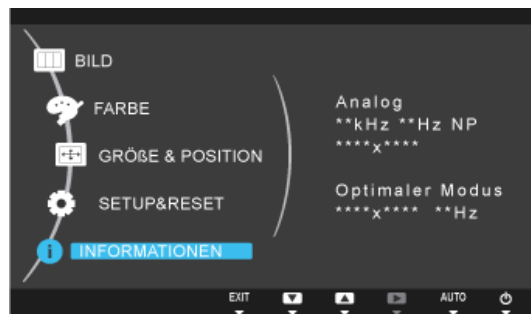 BILD
FARBE
GRÖßE & POSITION
SETUP&RESET
INFORMATIONEN
Analog
**kHz **Hz NP
****x****
Optimaler Modus
****x**** **Hz
EXIT AUTO